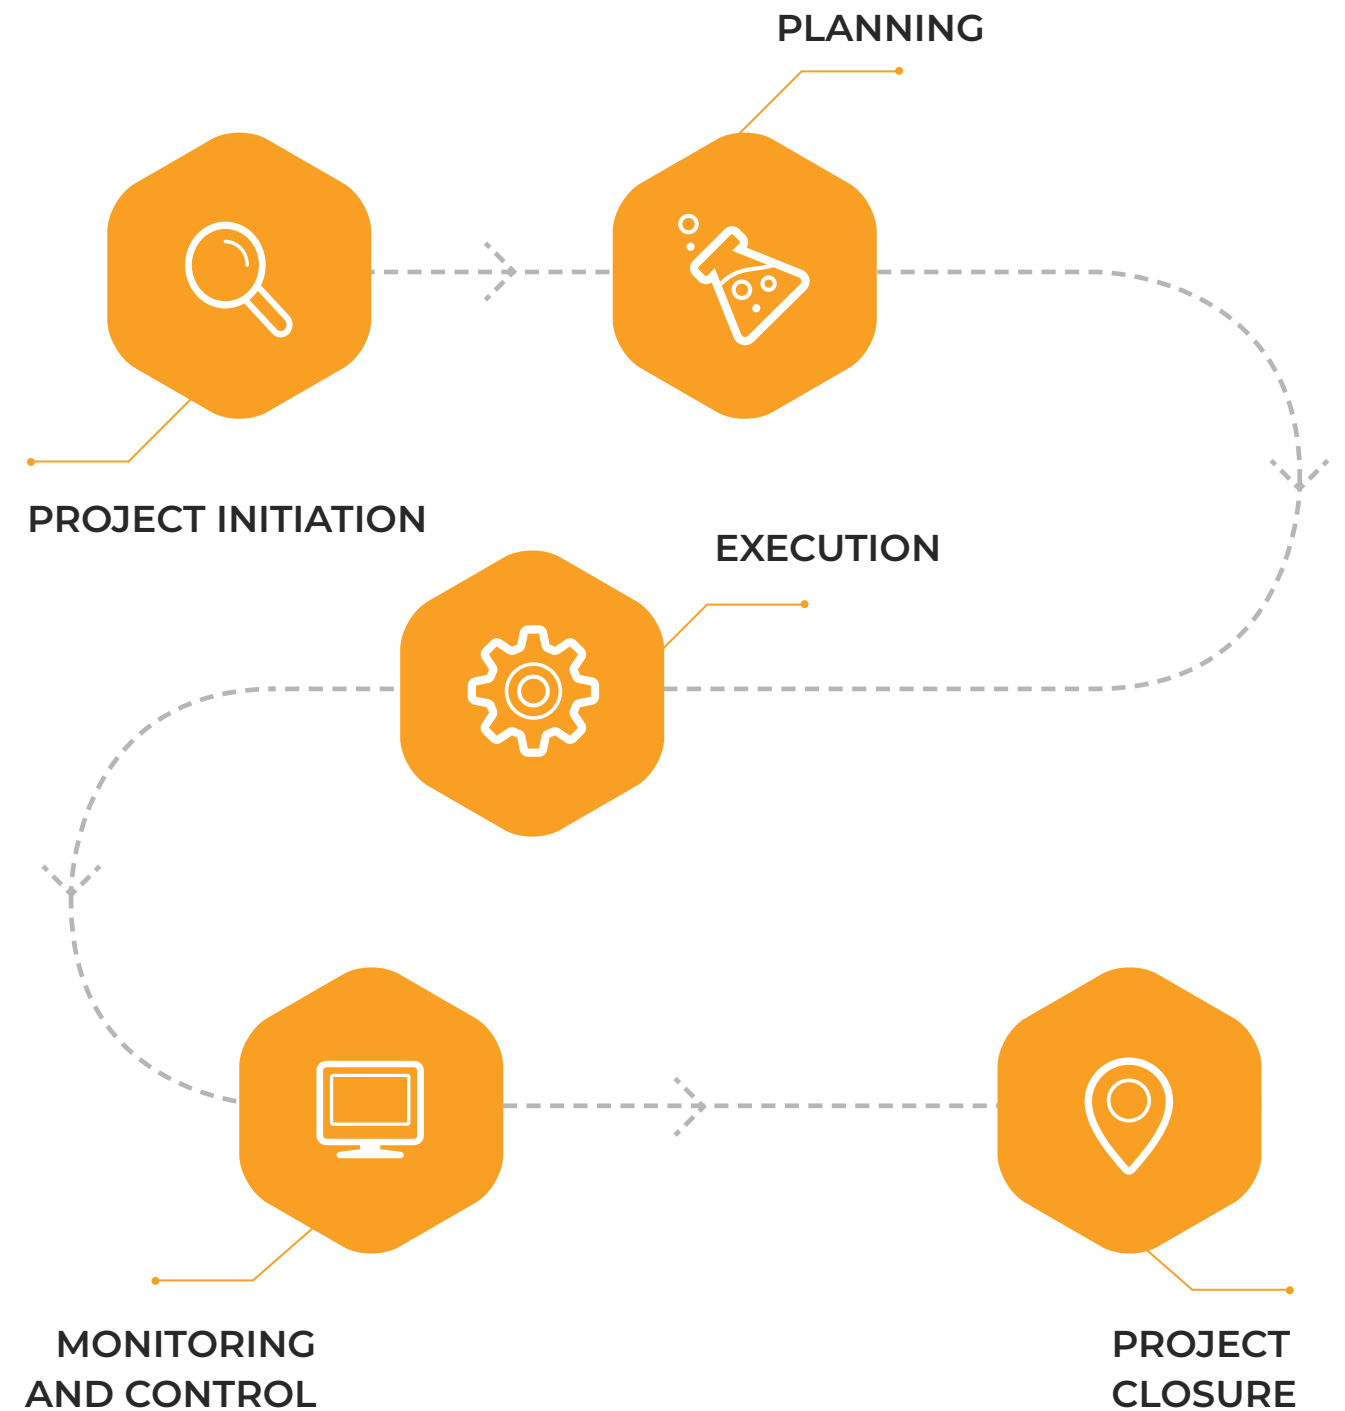 PLANNING
PROJECT INITIATION
EXECUTION
MONITORING
AND CONTROL
PROJECT
CLOSURE